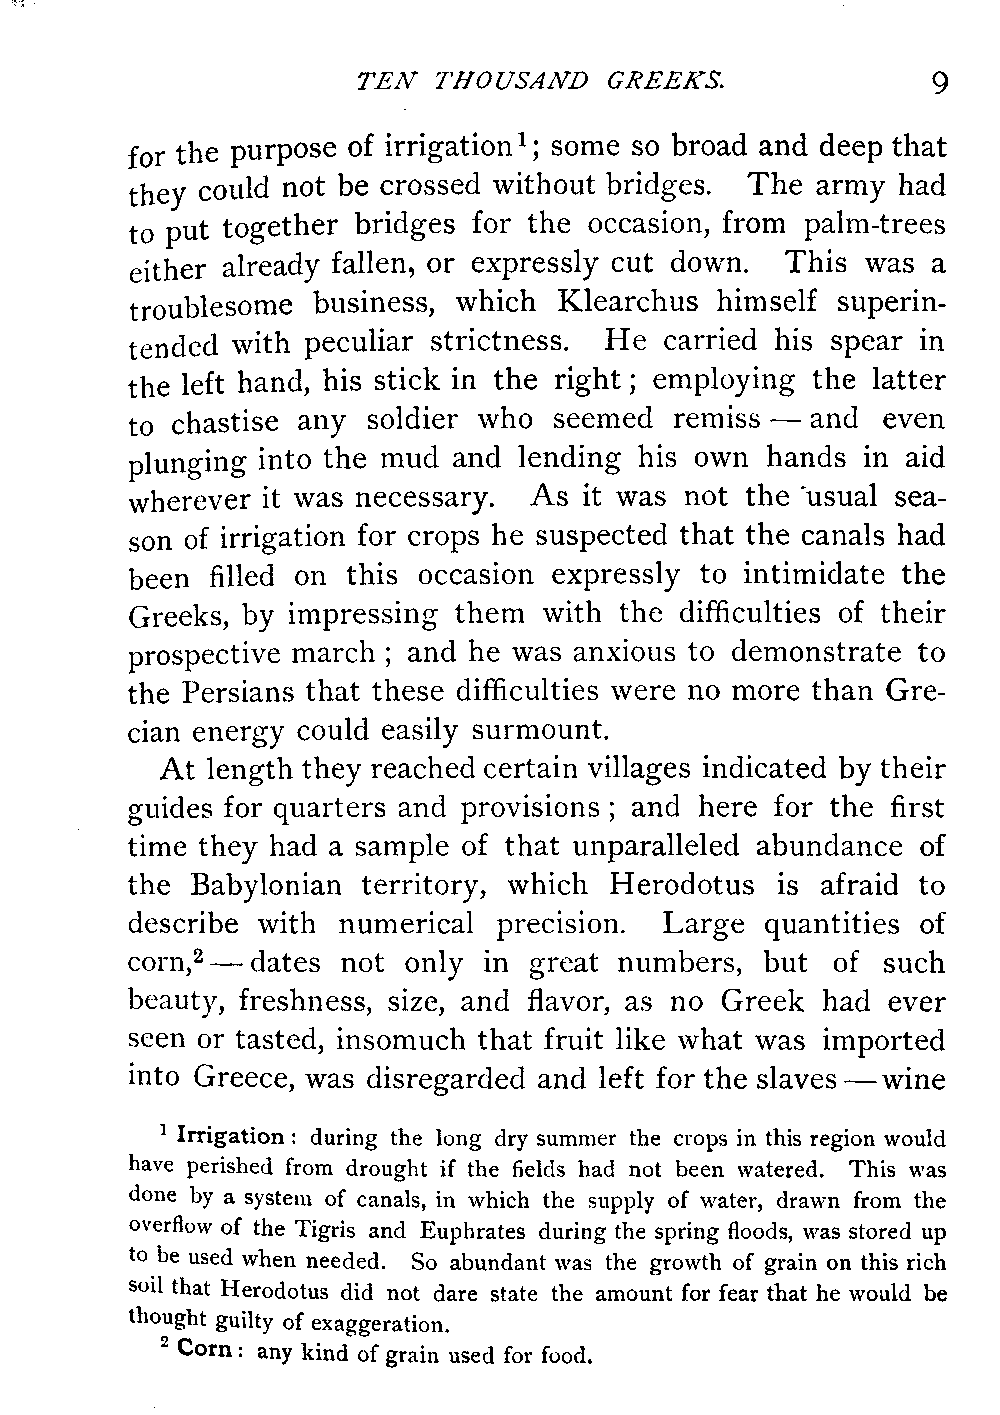 TEN THOUSAND GREEKS. 9
for the purpose of irrigation¹; some so broad and deep that
they could not be crossed without bridges. The army had
to put together bridges for the occasion, from palm-trees
either already fallen, or expressly cut down. This was a
troublesome business, which Klearchus himself superin-
tended with peculiar strictness. He carried his spear in
the left hand, his stick in the right; employing the latter
to chastise any soldier who seemed remiss — and even
plunging into the mud and lending his own hands in aid
wherever it was necessary. As it was not the usual sea-
son of irrigation for crops he suspected that the canals had
been filled on this occasion expressly to intimidate the
Greeks, by impressing them with the difficulties of their
prospective march; and he was anxious to demonstrate to
the Persians that these difficulties were no more than Gre-
cian energy could easily surmount.
At length they reached certain villages indicated by their
guides for quarters and provisions; and here for the first
time they had a sample of that unparalleled abundance of
the Babylonian territory, which Herodotus is afraid to
describe with numerical precision. Large quantities of
corn,² — dates not only in great numbers, but of such
beauty, freshness, size, and flavor, as no Greek had ever
seen or tasted, insomuch that fruit like what was imported
into Greece, was disregarded and left for the slaves — wine
¹ Irrigation: during the long dry summer the crops in this region would
have perished from drought if the fields had not been watered. This was
done by a system of canals, in which the supply of water, drawn from the
overflow of the Tigris and Euphrates during the spring floods, was stored up
to be used when needed. So abundant was the growth of grain on this rich
soil that Herodotus did not dare state the amount for fear that he would be
thought guilty of exaggeration.
² Corn: any kind of grain used for food.